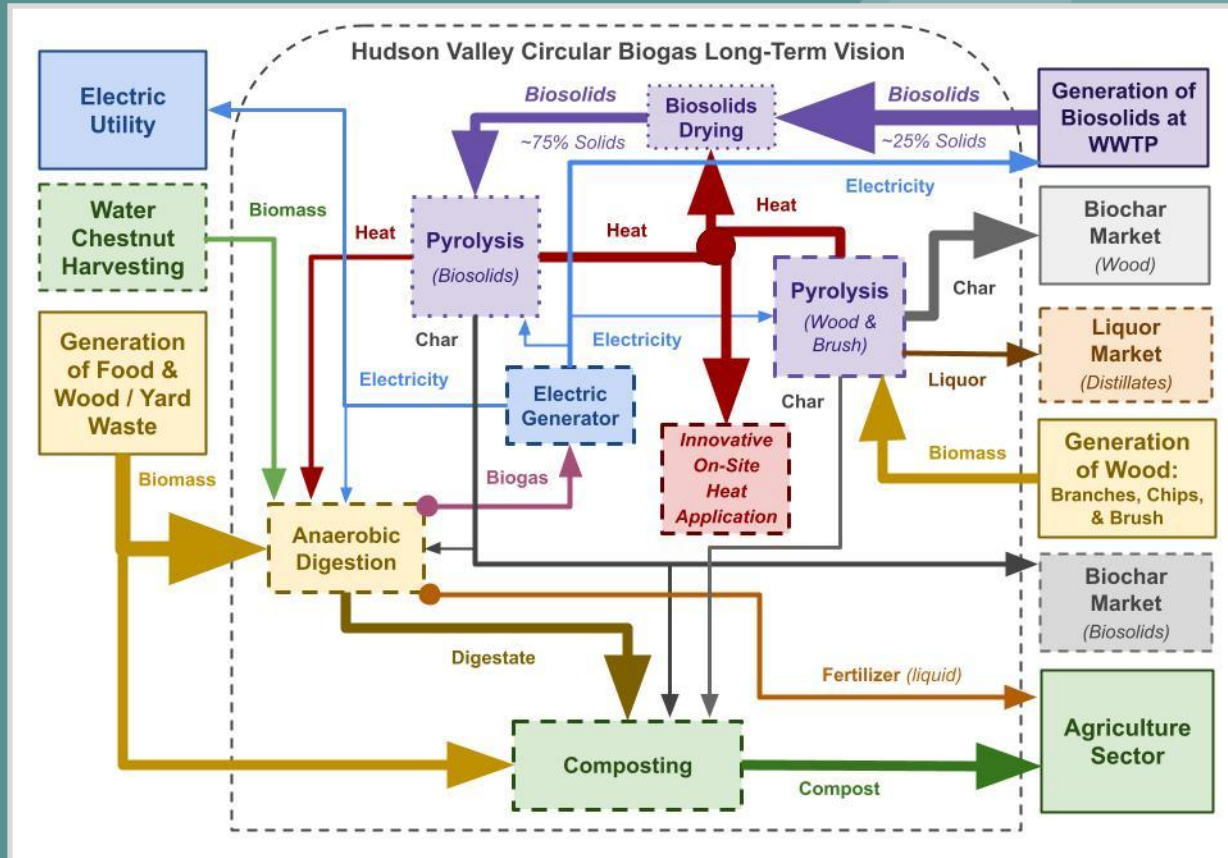 Hudson Valley Circular Biogas Long-Term Vision
Electric
Utility
Biosolids
~75% Solids
Biosolids
Drying
Biosolids
~25% Solids
Generation of
Biosolids at
WWTP
Electricity
Water
Chestnut
Harvesting
Biomass
Heat
Pyrolysis
(Biosolids)
Heat
Heat
Pyrolysis
(Wood &
Brush)
Char
Biochar
Market
(Wood)
Generation
of Food &
Wood / Yard
Waste
Char
Electricity
Electricity
Electric
Generator
Liquor
Char
Liquor
Market
(Distillates)
Innovative
On-Site
Heat
Application
Biomass
Generation
of Wood:
Branches, Chips,
& Brush
Biomass
Biogas
Anaerobic
Digestion
Biochar
Market
(Biosolids)
Digestate
Fertilizer (liquid)
Composting
Compost
Agriculture
Sector